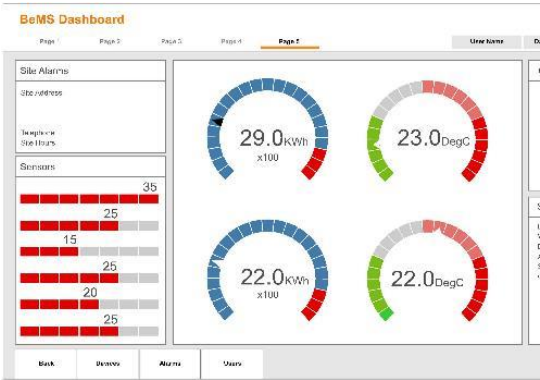 BeMS Dashboard
Page 1 Page 2 Page 3 Page 4 Page 5 User Name
Site Alarms
Site Address
Telephone
Site Hours
Sensors
35
25
15
25
20
25
29.0KWh
x100
23.0DegC
22.0KWh
x100
22.0DegC
Back Devices Alarms Users